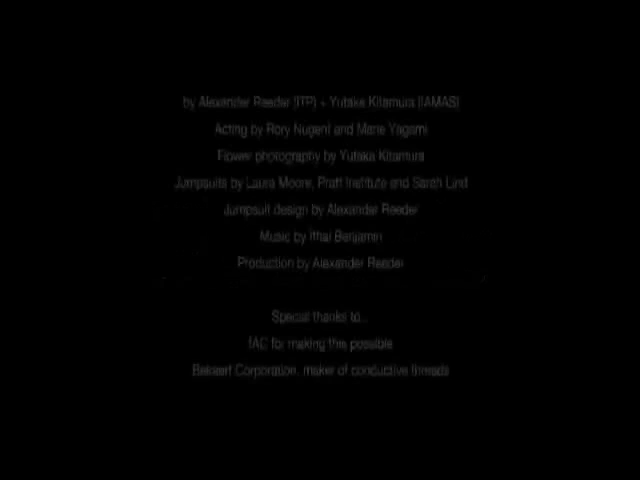 by Alexander Reeder (ITP) + Yutaka Kitamura (IAMAS)
Acting by Rory Nugent and Marie Yagami
Flower photography by Yutaka Kitamura
Jumpsuits by Laura Moore, Pratt Institute and Sarah Lind
Jumpsuit design by Alexander Reeder
Music by Ithai Benjamin
Production by Alexander Reeder
Special thanks to...
IAC for making this possible
Bekaert Corporation, maker of conductive threads